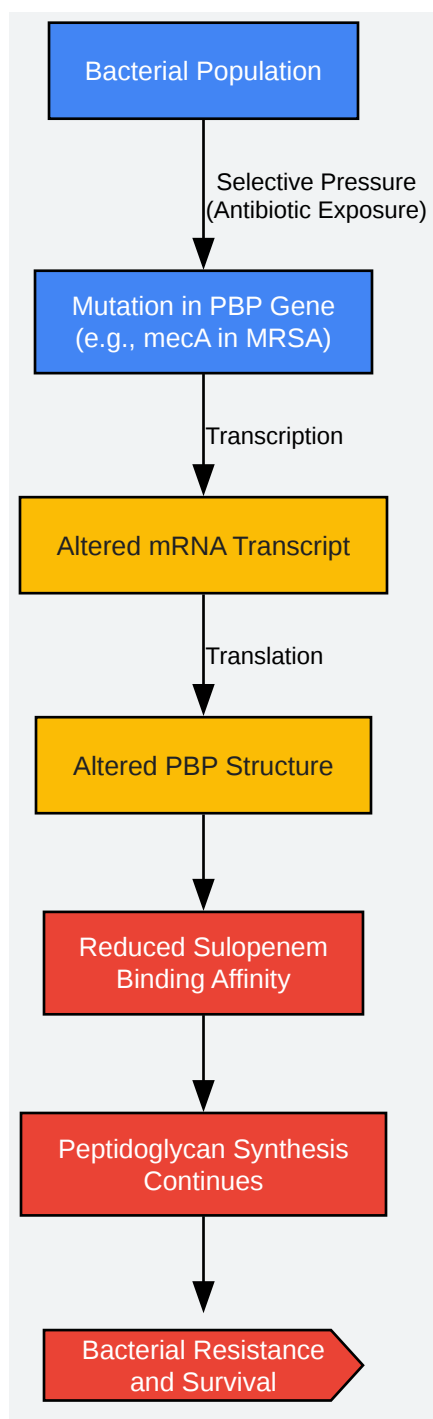 Bacterial Population
Selective Pressure
(Antibiotic Exposure)
Mutation in PBP Gene
(e.g., mecA in MRSA)
Transcription
Altered mRNA Transcript
Translation
Altered PBP Structure
Reduced Sulopenem
Binding Affinity
Peptidoglycan Synthesis
Continues
Bacterial Resistance
and Survival